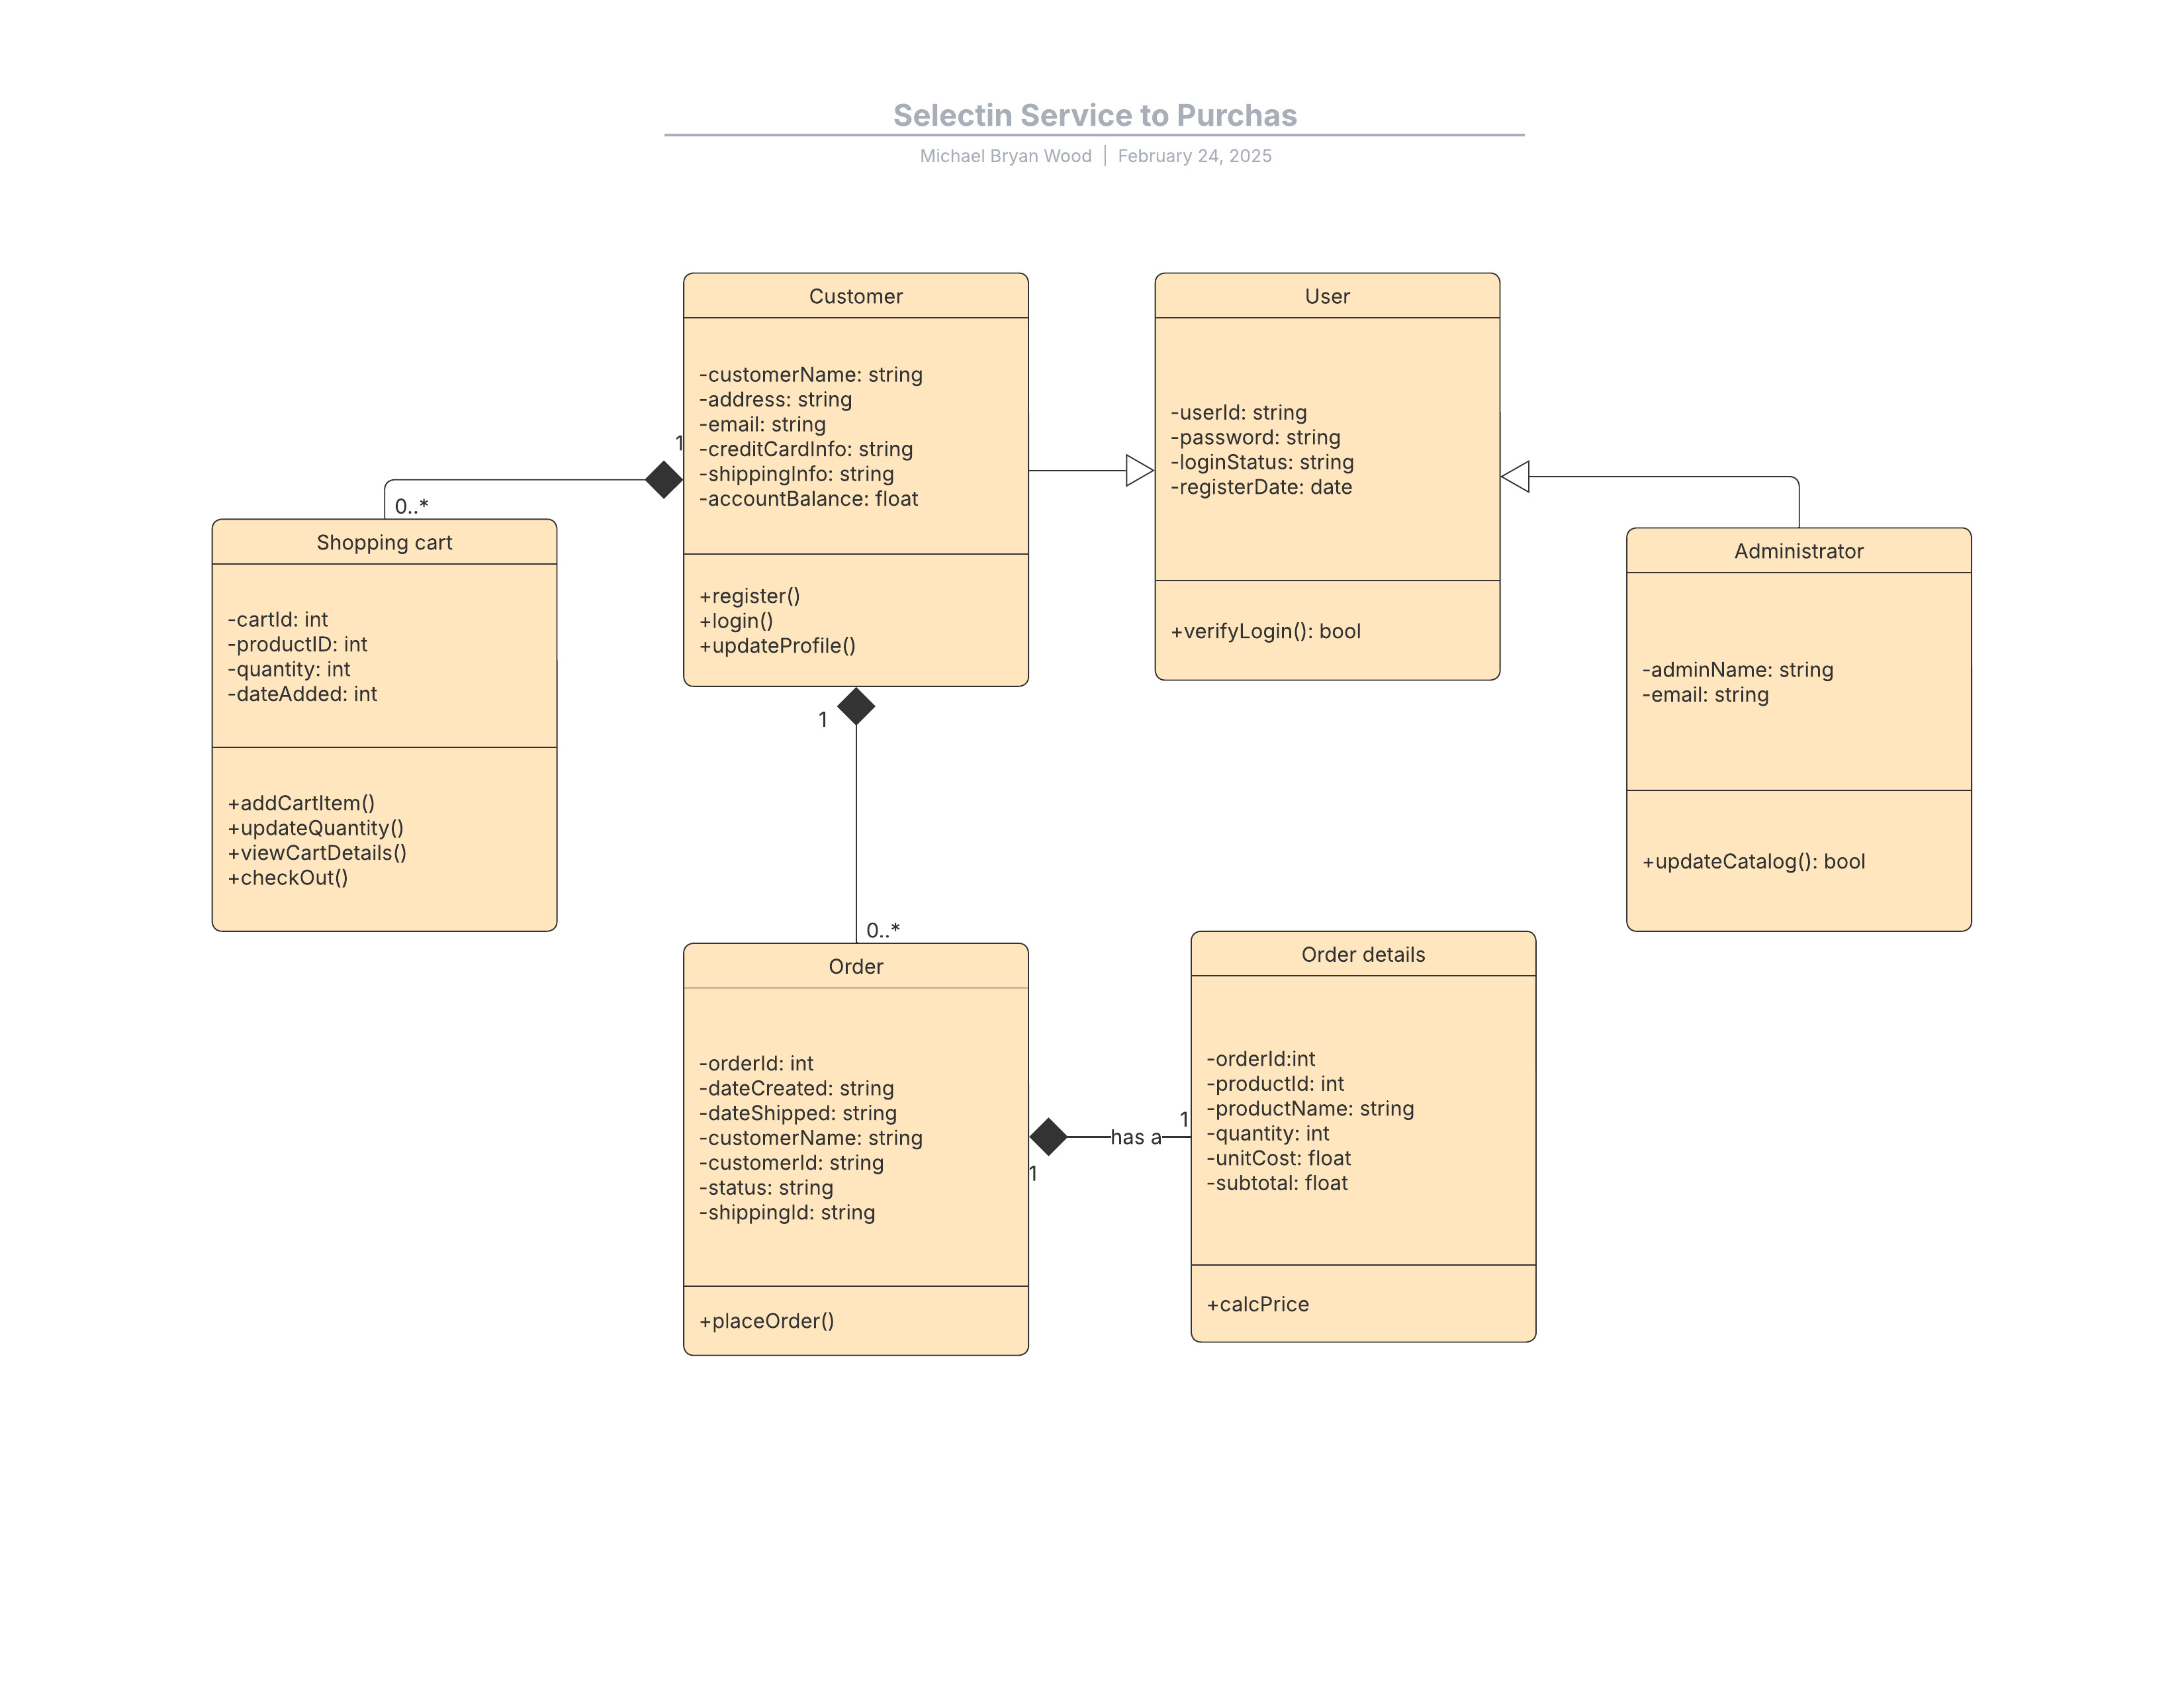 Selectin Service to Purchas
Michael Bryan Wood | February 24, 2025
Customer
-customerName: string
-address: string
-email: string
-creditCardInfo: string
-shippingInfo: string
-accountBalance: float
+register()
+login()
+updateProfile()
User
-userId: string
-password: string
-loginStatus: string
-registerDate: date
+verifyLogin(): bool
1
0..*
Shopping cart
-cartId: int
-productID: int
-quantity: int
-dateAdded: int
+addCartItem()
+updateQuantity()
+viewCartDetails()
+checkOut()
Administrator
-adminName: string
-email: string
+updateCatalog(): bool
1
0..*
Order
-orderId: int
-dateCreated: string
-dateShipped: string
-customerName: string
-customerId: string
-status: string
-shippingId: string
+placeOrder()
1
has a
1
Order details
-orderId:int
-productId: int
-productName: string
-quantity: int
-unitCost: float
-subtotal: float
+calcPrice